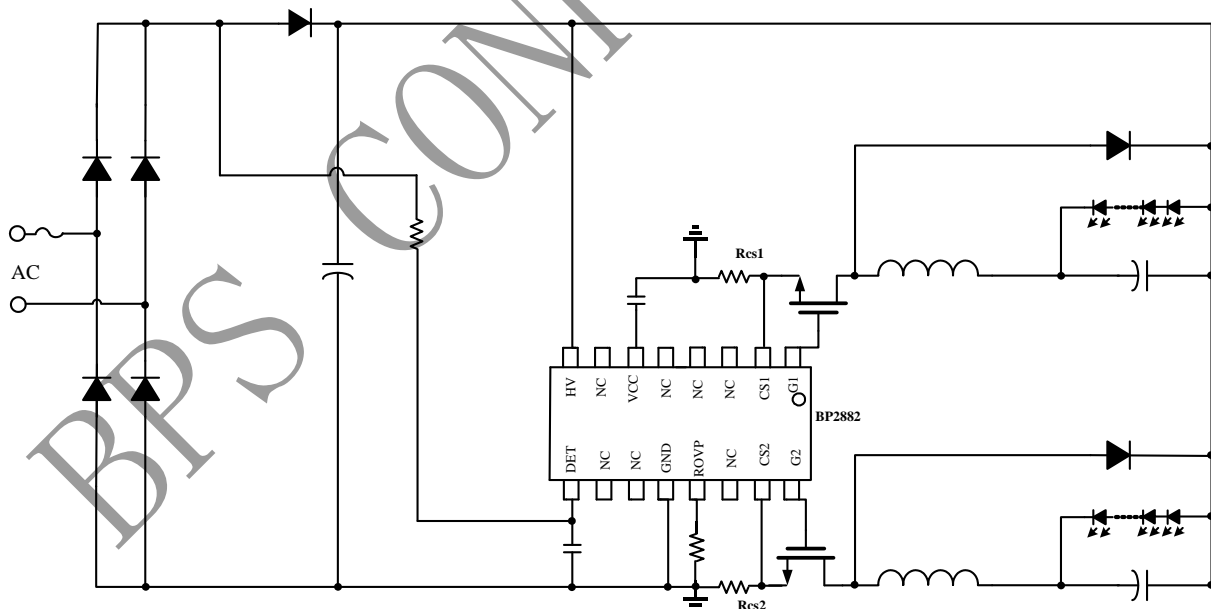 BPS CONF
AC
Rcs1
HV NC VCC NC NC NC CS1 G1
BP2882
DET NC NC GND ROVP NC CS2 G2
Rcs2